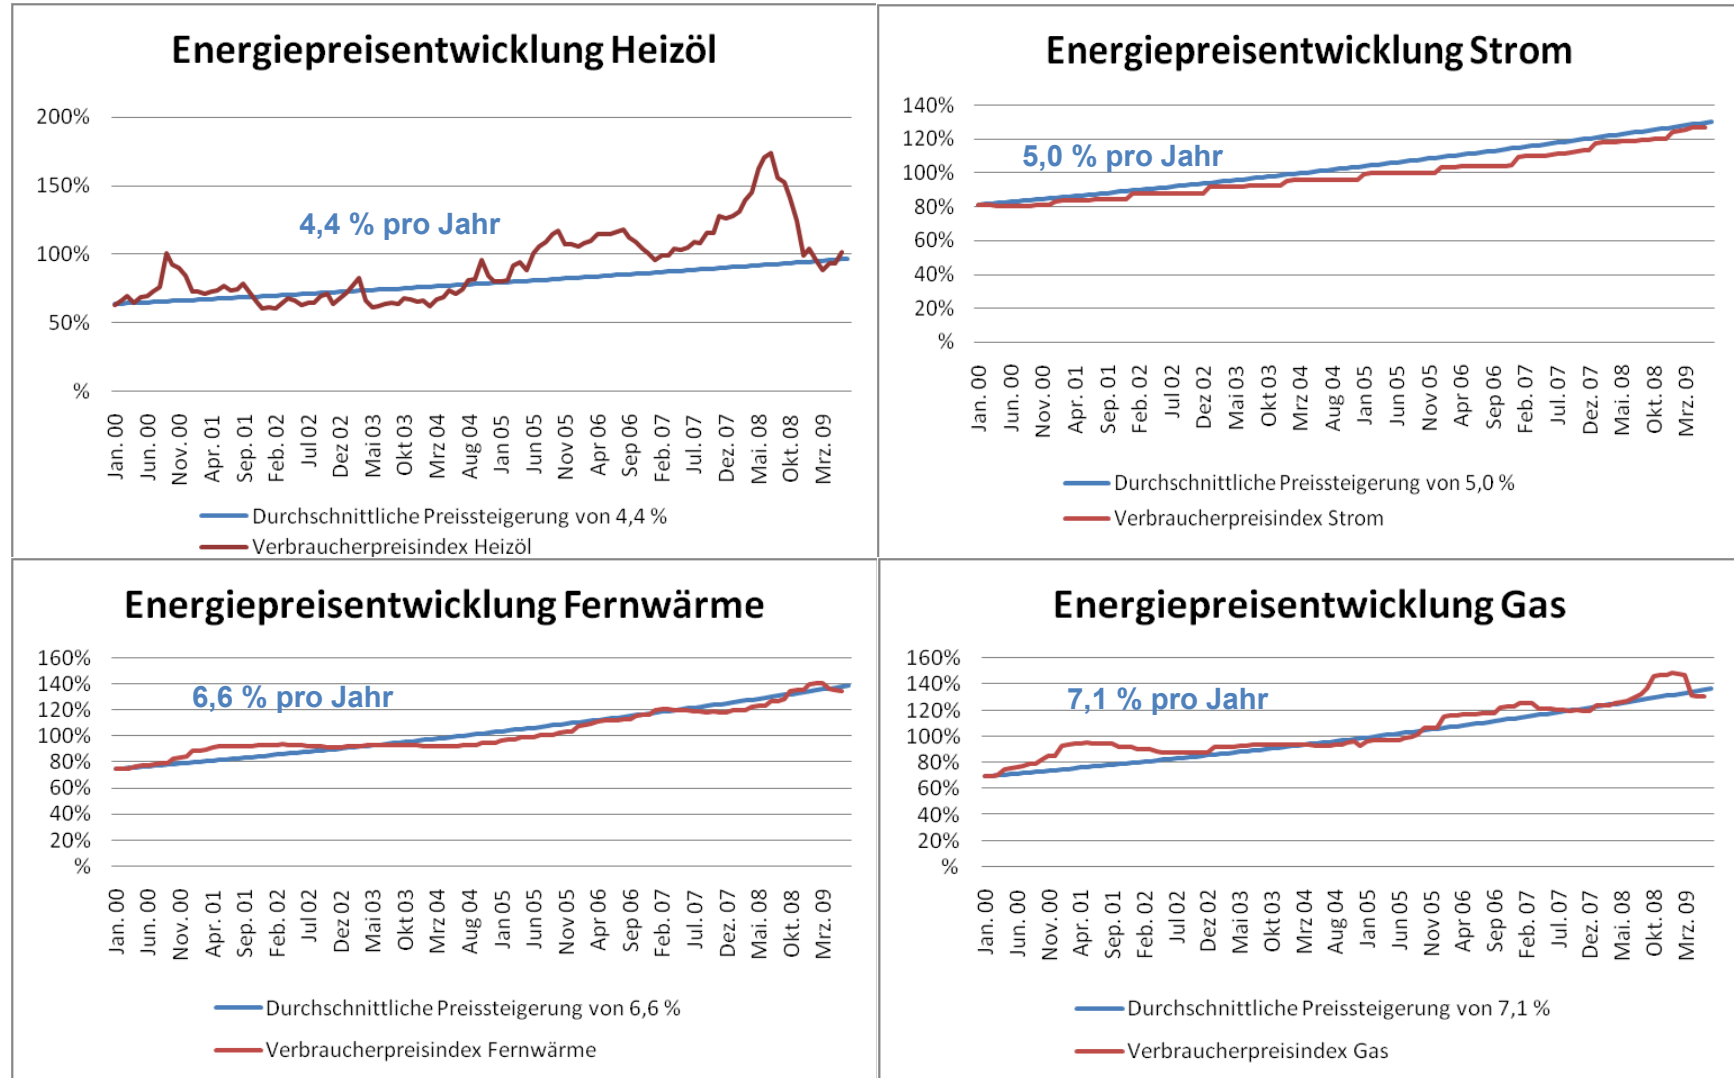 Energiepreisentwicklung Heizöl
200%
150%
100%
50%
%
4,4 % pro Jahr
Jan. 00
Jun. 00
Nov. 00
Apr. 01
Sep. 01
Feb. 02
Jul 02
Dez 02
Mai 03
Okt 03
Mrz 04
Aug 04
Jan 05
Jun 05
Nov 05
Apr 06
Sep 06
Feb. 07
Jul. 07
Dez. 07
Mai. 08
Okt. 08
Mrz. 09
Durchschnittliche Preissteigerung von 4,4 %
Verbraucherpreisindex Heizöl
Energiepreisentwicklung Strom
140%
120%
100%
80%
60%
40%
20%
%
5,0 % pro Jahr
Jan. 00
Jun. 00
Nov. 00
Apr. 01
Sep. 01
Feb. 02
Jul 02
Dez 02
Mai 03
Okt 03
Mrz 04
Aug 04
Jan 05
Jun 05
Nov 05
Apr 06
Sep 06
Feb. 07
Jul. 07
Dez. 07
Mai. 08
Okt. 08
Mrz. 09
Durchschnittliche Preissteigerung von 5,0 %
Verbraucherpreisindex Strom
Energiepreisentwicklung Fernwärme
160%
140%
120%
100%
80%
60%
40%
20%
%
6,6 % pro Jahr
Jan. 00
Jun. 00
Nov. 00
Apr. 01
Sep. 01
Feb. 02
Jul 02
Dez 02
Mai 03
Okt 03
Mrz 04
Aug 04
Jan 05
Jun 05
Nov 05
Apr 06
Sep 06
Feb. 07
Jul. 07
Dez. 07
Mai. 08
Okt. 08
Mrz. 09
Durchschnittliche Preissteigerung von 6,6 %
Verbraucherpreisindex Fernwärme
Energiepreisentwicklung Gas
160%
140%
120%
100%
80%
60%
40%
20%
%
7,1 % pro Jahr
Jan. 00
Jun. 00
Nov. 00
Apr. 01
Sep. 01
Feb. 02
Jul 02
Dez 02
Mai 03
Okt 03
Mrz 04
Aug 04
Jan 05
Jun 05
Nov 05
Apr 06
Sep 06
Feb. 07
Jul. 07
Dez. 07
Mai. 08
Okt. 08
Mrz. 09
Durchschnittliche Preissteigerung von 7,1 %
Verbraucherpreisindex Gas